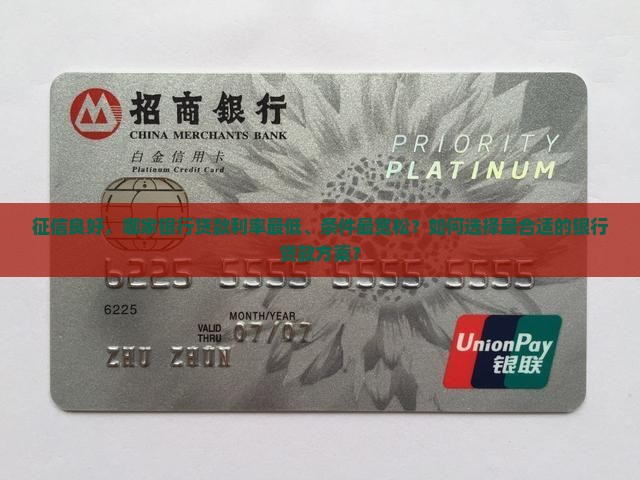 招商銀行
CHINA MERCHANTS BANK
白金信用卡
Platinum Credit Card
PRIORITY
PLATINUM
征信良好，哪家银行贷款利率最低、条件最宽松？如何选择最合适的银行
贷款方案？
6225 5555 5555 5555
6225
MONTH/YEAR
VALID
THRU
07/07
ZHU ZHON
UnionPay
银联